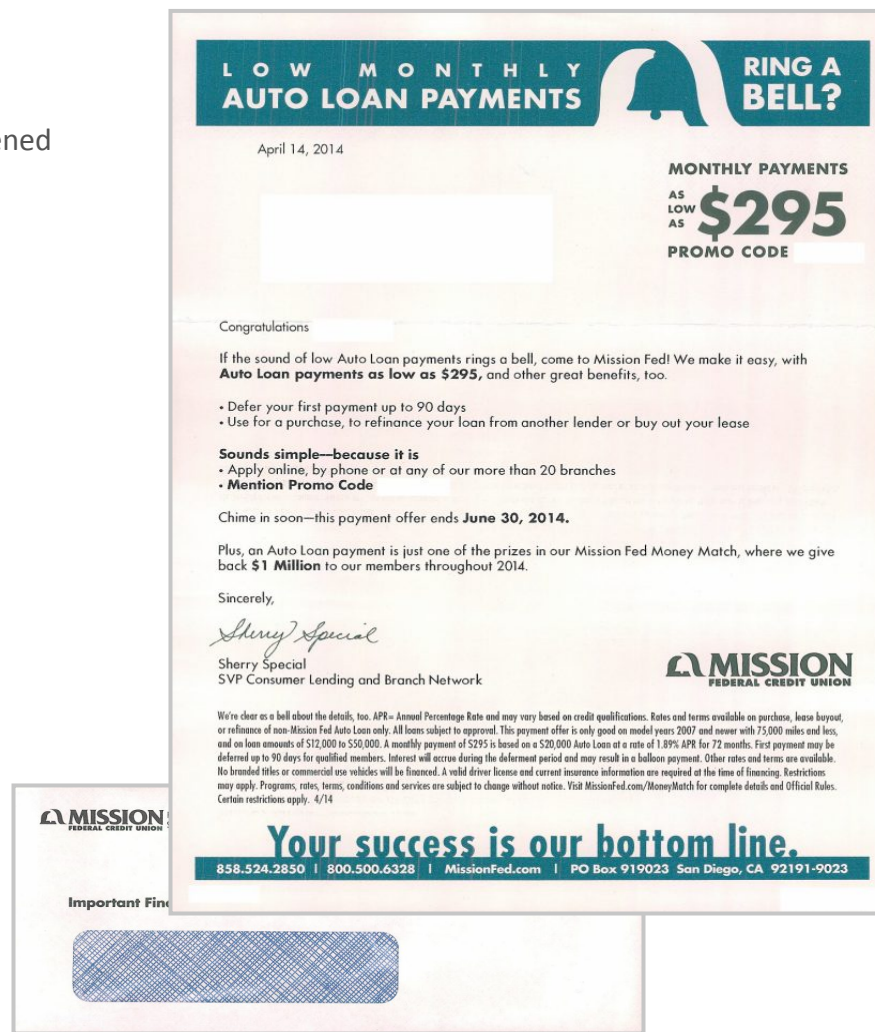 ened
LOW MONTHLY
AUTO LOAN PAYMENTS
RING A
BELL?
April 14, 2014
MONTHLY PAYMENTS
AS
LOW
AS
$295
PROMO CODE
Congratulations
If the sound of low Auto Loan payments rings a bell, come to Mission Fed! We make it easy, with
Auto Loan payments as low as $295, and other great benefits, too.
• Defer your first payment up to 90 days
• Use for a purchase, to refinance your loan from another lender or buy out your lease
Sounds simple—because it is
• Apply online, by phone or at any of our more than 20 branches
• Mention Promo Code
Chime in soon—this payment offer ends June 30, 2014.
Plus, an Auto Loan payment is just one of the prizes in our Mission Fed Money Match, where we give
back $1 Million to our members throughout 2014.
Sincerely,
Sherry Special
Sherry Special
SVP Consumer Lending and Branch Network
MISSION
FEDERAL CREDIT UNION
We're clear as a bell about the details, too. APR= Annual Percentage Rate and may vary based on credit qualifications. Rates and terms available on purchase, lease buyout,
or refinance of non-Mission Fed Auto Loan only. All loans subject to approval. This payment offer is only good on model years 2007 and newer with 75,000 miles and less,
and on loan amounts of $12,000 to $50,000. A monthly payment of $295 is based on a $20,000 Auto Loan at a rate of 1.89% APR for 72 months. First payment may be
deferred up to 90 days for qualified members. Interest will accrue during the deferment period and may result in a balloon payment. Other rates and terms are available.
No branded titles or commercial use vehicles will be financed. A valid driver license and current insurance information are required at the time of financing. Restrictions
may apply. Programs, rates, terms, conditions and services are subject to change without notice. Visit MissionFed.com/MoneyMatch for complete details and Official Rules.
Certain restrictions apply. 4/14
Your success is our bottom line.
858.524.2850 | 800.500.6328 | MissionFed.com | PO Box 919023 San Diego, CA 92191-9023
MISSION
FEDERAL CREDIT UNION
Important Fin